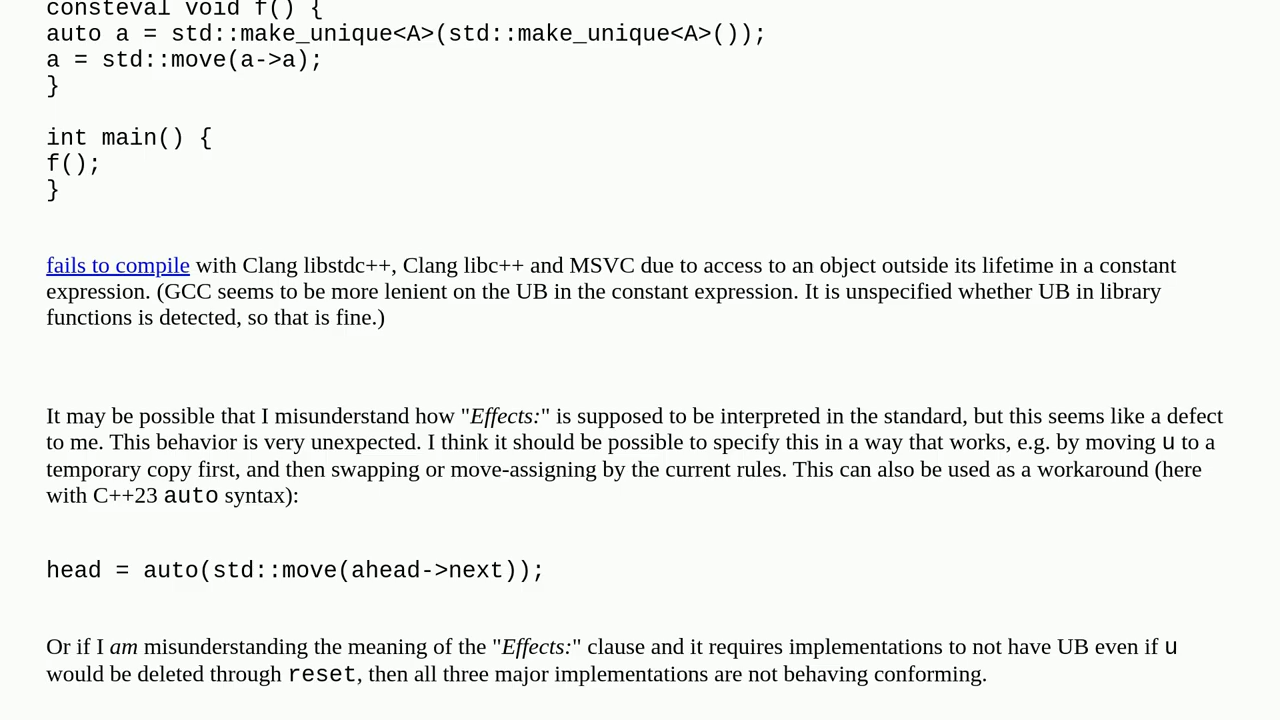 consteval void f() {
auto a = std::make_unique<A>(std::make_unique<A>());
a = std::move(a->a);
}
int main() {
f();
}
fails to compile with Clang libstdc++, Clang libc++ and MSVC due to access to an object outside its lifetime in a constant
expression. (GCC seems to be more lenient on the UB in the constant expression. It is unspecified whether UB in library
functions is detected, so that is fine.)
It may be possible that I misunderstand how "Effects:" is supposed to be interpreted in the standard, but this seems like a defect
to me. This behavior is very unexpected. I think it should be possible to specify this in a way that works, e.g. by moving u to a
temporary copy first, and then swapping or move-assigning by the current rules. This can also be used as a workaround (here
with C++23 auto syntax):
head = auto(std::move(ahead->next));
Or if I am misunderstanding the meaning of the "Effects:" clause and it requires implementations to not have UB even if u
would be deleted through reset, then all three major implementations are not behaving conforming.